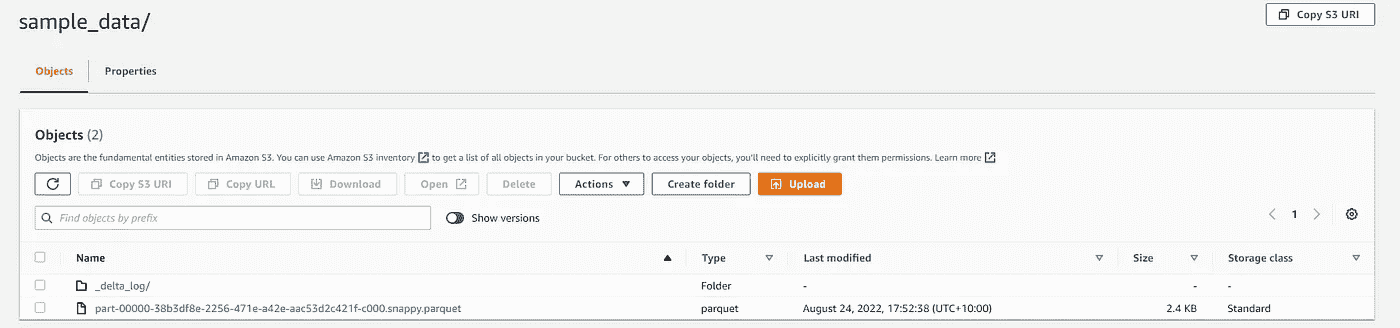 sample_data/
Copy S3 URI
Objects
Properties
Objects (2)
Objects are the fundamental entities stored in Amazon S3. You can use Amazon S3 inventory to get a list of all objects in your bucket. For others to access your objects, you'll need to explicitly grant them permissions. Learn more
Copy S3 URI Copy URL Download Open Delete Actions Create folder Upload
Find objects by prefix Show versions 1
Name Type Last modified Size Storage class
_delta_log/ Folder - - -
part-00000-38b3df8e-2256-471e-a42e-aac53d2c421f-c000.snappy.parquet parquet August 24, 2022, 17:52:38 (UTC+10:00) 2.4 KB Standard